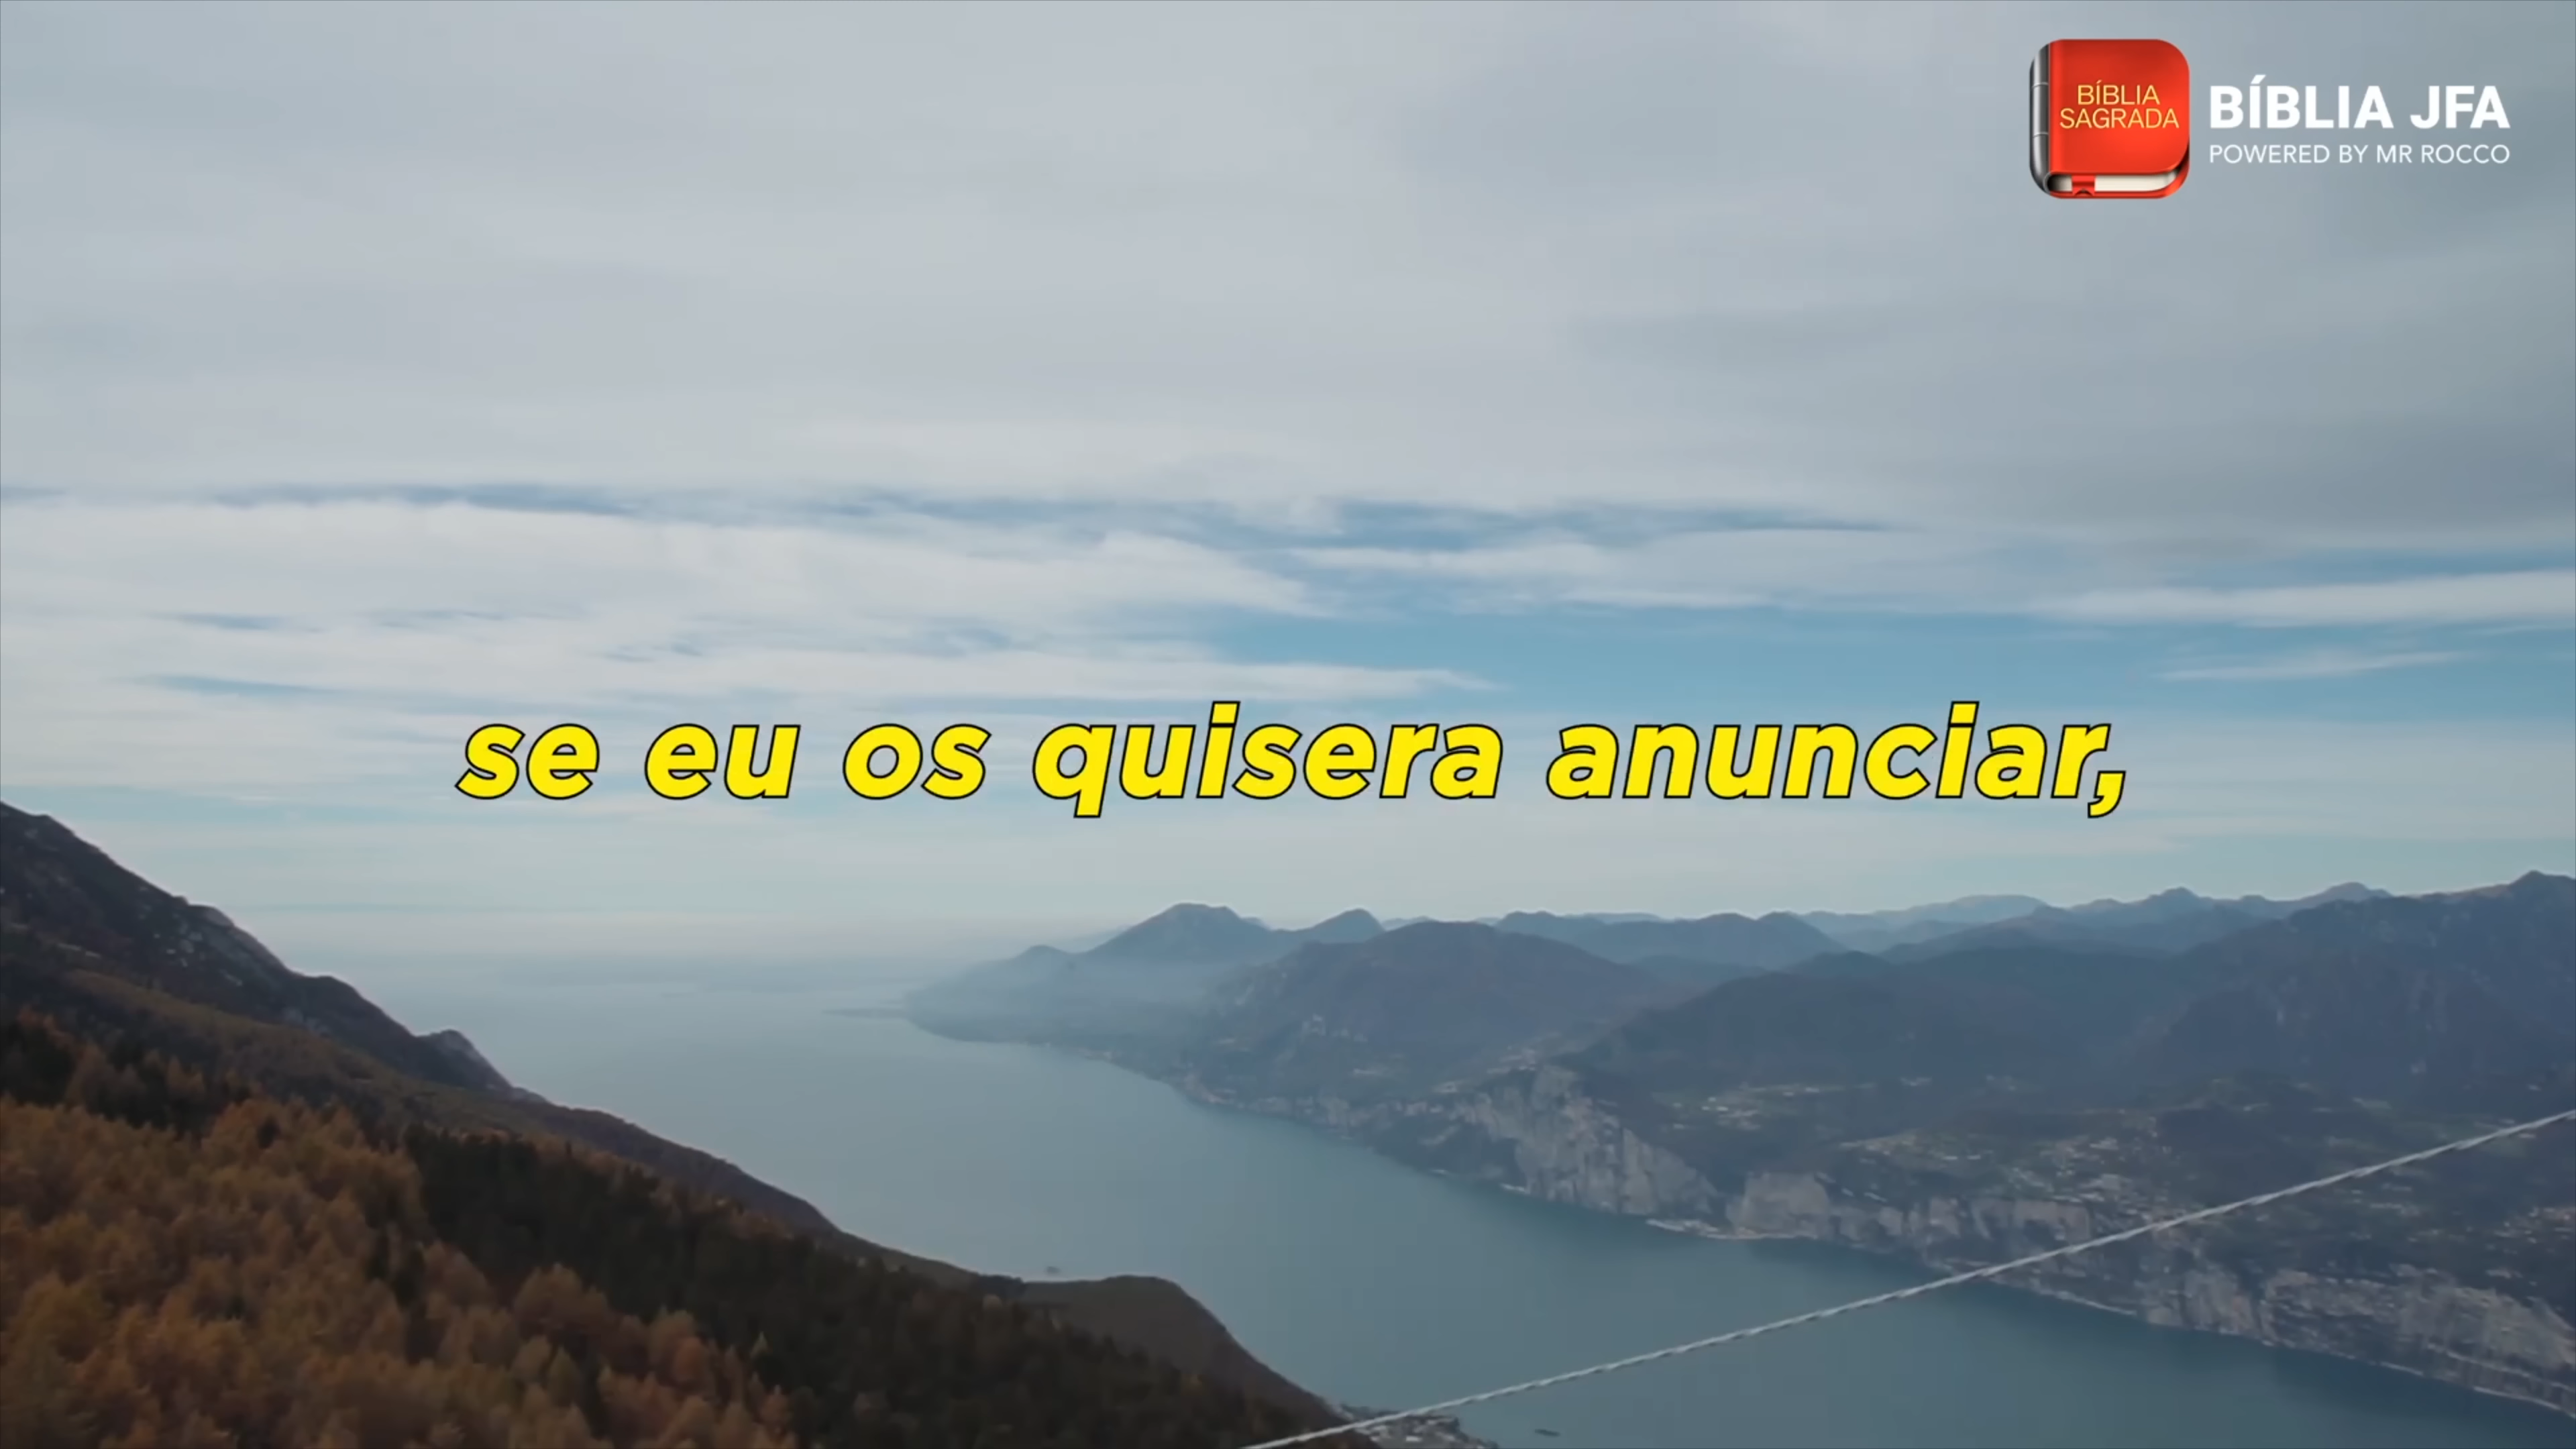 BÍBLIA
SAGRADA
BÍBLIA JFA
POWERED BY MR ROCCO
se eu os quisera anunciar,